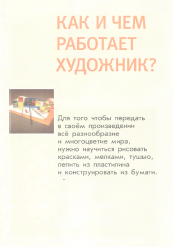 КАК И ЧЕМ
РАБОТАЕТ
ХУДОЖНИК?
Для того чтобы передать
в своём произведении
всё разнообразие
и многоцветие мира,
нужно научиться рисовать
красками, мелками, тушью,
лепить из пластилина
и конструировать из бумаги.